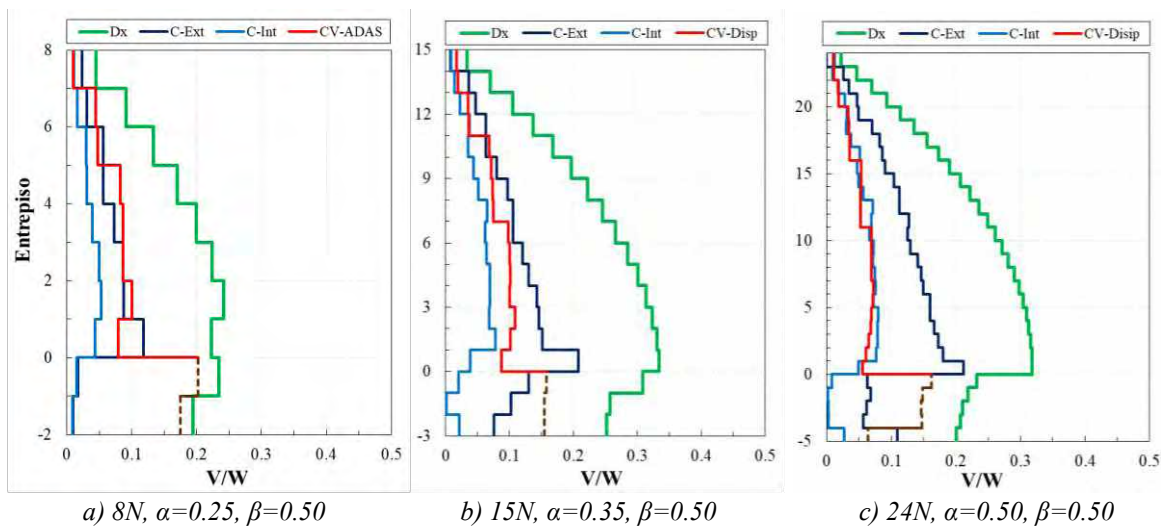 Dx C-Ext C-Int CV-ADAS
8
6
4
2
0
-2
Entrepiso
0 0.1 0.2 0.3 0.4 0.5
V/W
a) 8N, α=0.25, β=0.50
Dx C-Ext C-Int CV-Disp
15
12
9
6
3
0
-3
0 0.1 0.2 0.3 0.4 0.5
V/W
b) 15N, α=0.35, β=0.50
Dx C-Ext C-Int CV-Disip
20
15
10
5
0
-5
0 0.1 0.2 0.3 0.4 0.5
V/W
c) 24N, α=0.50, β=0.50